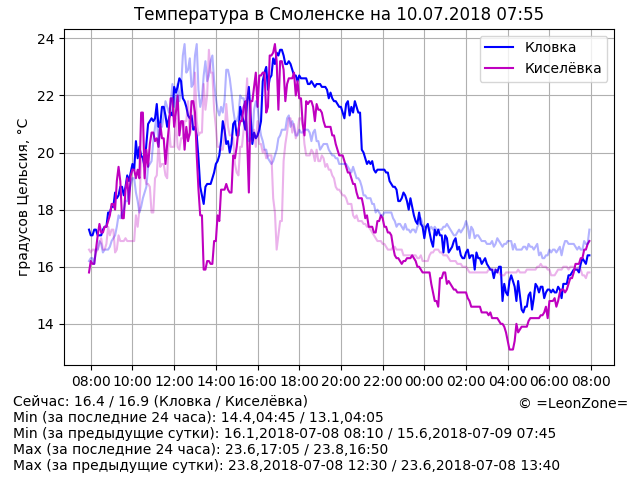 Температура в Смоленске на 10.07.2018 07:55
Кловка
Киселёвка
градусов Цельсия, °C
24
22
20
18
16
14
08:00 10:00 12:00 14:00 16:00 18:00 20:00 22:00 00:00 02:00 04:00 06:00 08:00
Сейчас: 16.4 / 16.9 (Кловка / Киселёвка)
© =LeonZone=
Min (за последние 24 часа): 14.4,04:45 / 13.1,04:05
Min (за предыдущие сутки): 16.1,2018-07-08 08:10 / 15.6,2018-07-09 07:45
Max (за последние 24 часа): 23.6,17:05 / 23.8,16:50
Max (за предыдущие сутки): 23.8,2018-07-08 12:30 / 23.6,2018-07-08 13:40